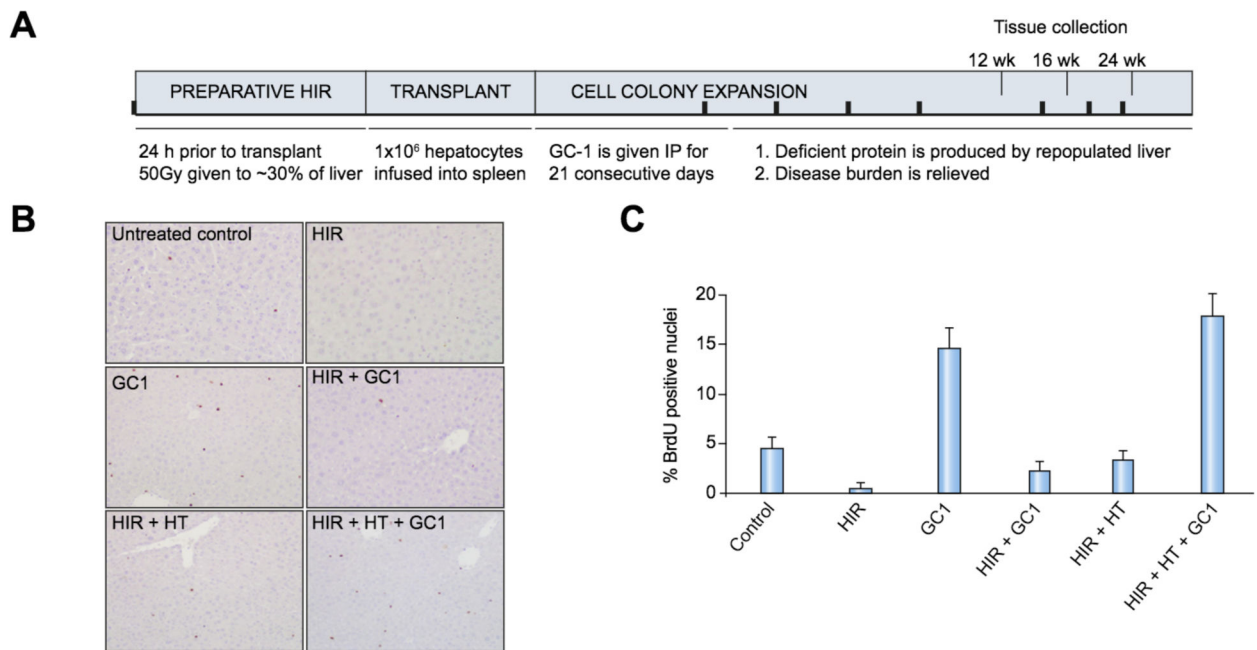 A
Tissue collection
12 wk 16 wk 24 wk
PREPARATIVE HIR TRANSPLANT CELL COLONY EXPANSION
24 h prior to transplant
50Gy given to ~30% of liver
1x10⁶ hepatocytes
infused into spleen
GC-1 is given IP for
21 consecutive days
1. Deficient protein is produced by repopulated liver
2. Disease burden is relieved
B
Untreated control
HIR
GC1
HIR + GC1
HIR + HT
HIR + HT + GC1
C
% BrdU positive nuclei
20
15
10
5
0
Control
HIR
GC1
HIR + GC1
HIR + HT
HIR + HT + GC1